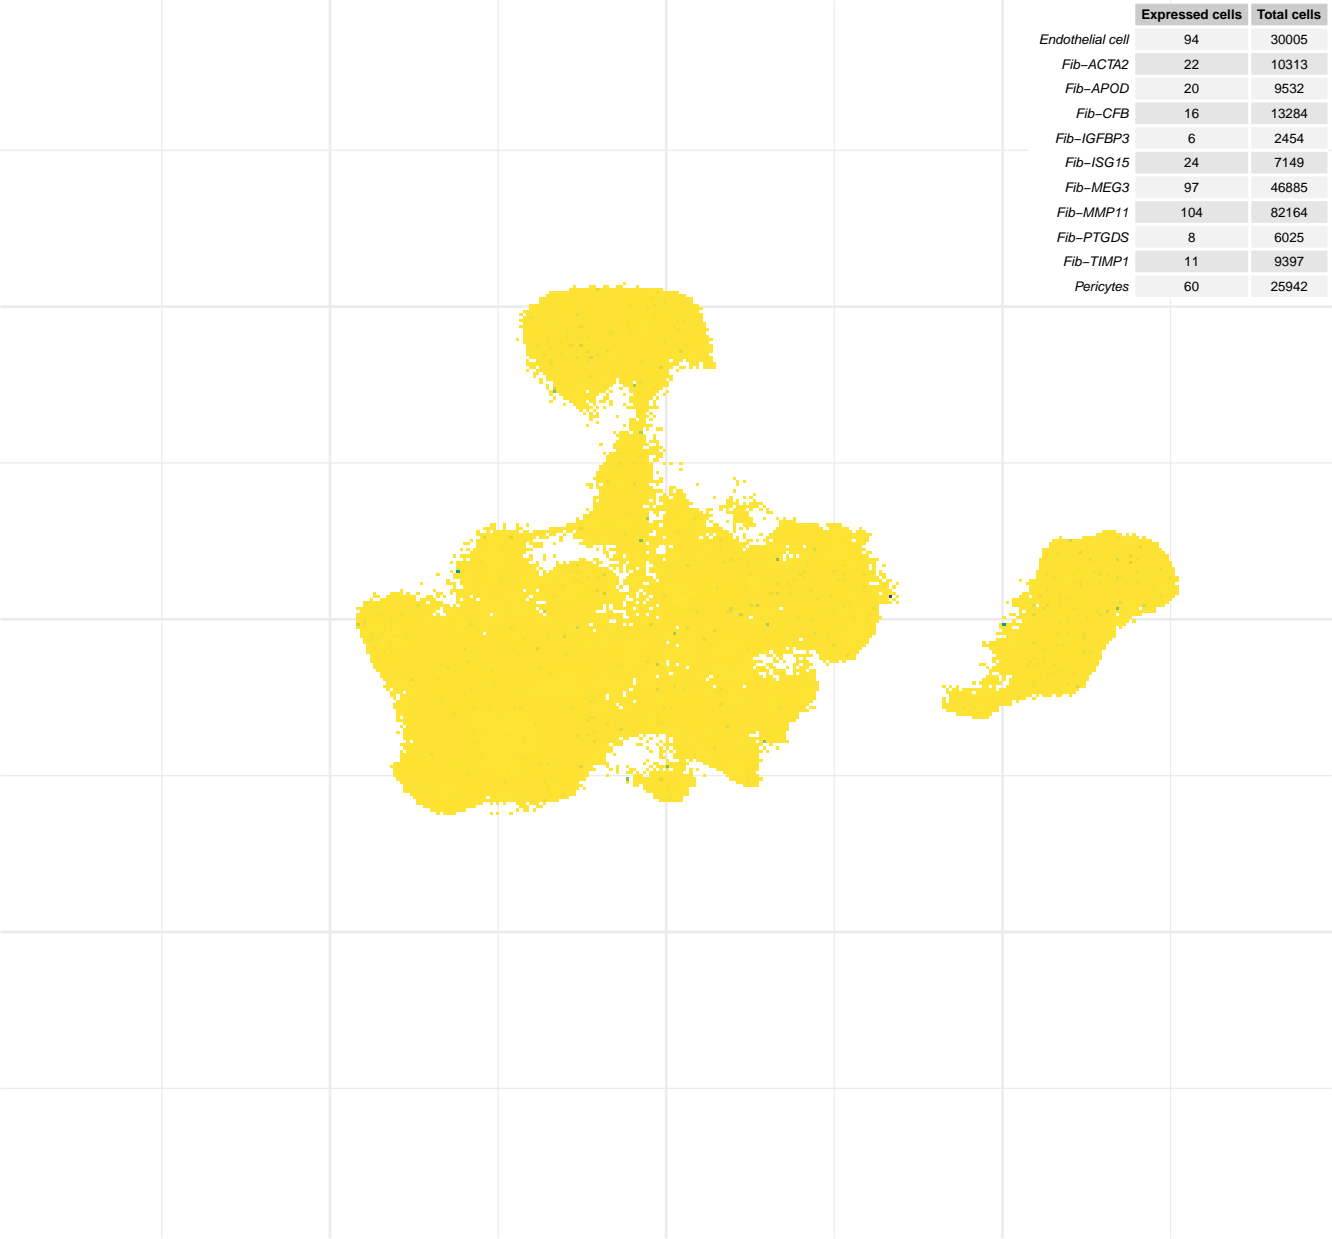 Expressed cells Total cells
Endothelial cell 94 30005
Fib−ACTA2 22 10313
Fib−APOD 20 9532
Fib−CFB 16 13284
Fib−IGFBP3 6 2454
Fib−ISG15 24 7149
Fib−MEG3 97 46885
Fib−MMP11 104 82164
Fib−PTGDS 8 6025
Fib−TIMP1 11 9397
Pericytes 60 25942